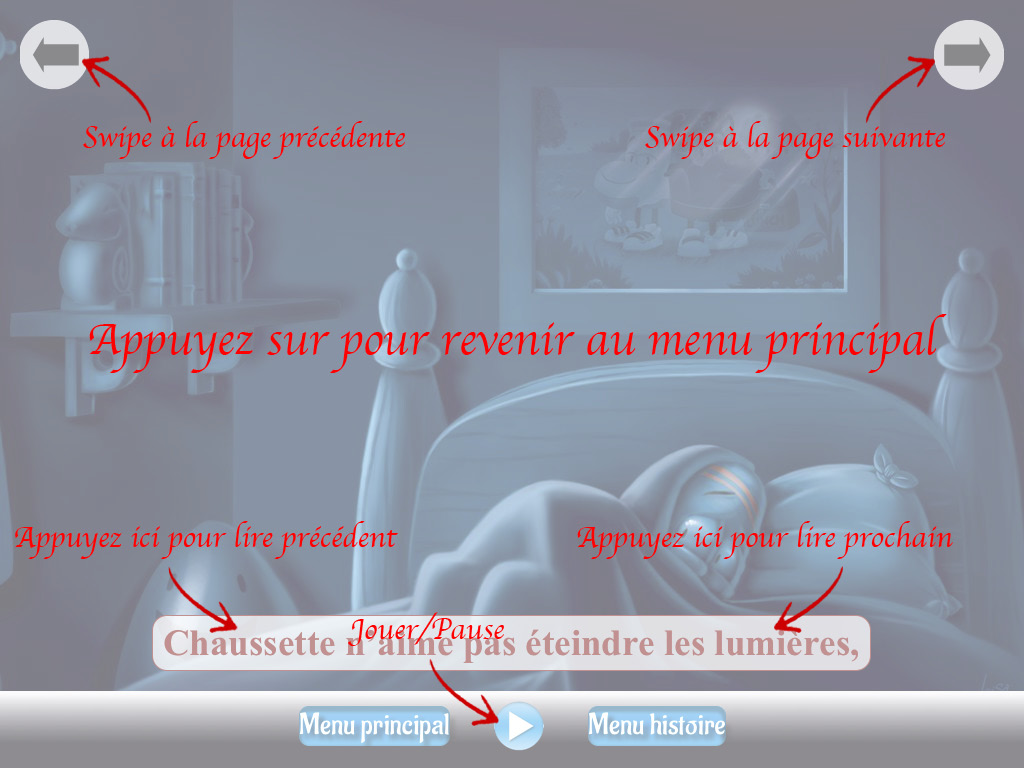 Swipe à la page précédente
Swipe à la page suivante
Appuyez sur pour revenir au menu principal
Appuyez ici pour lire précédent
Appuyez ici pour lire prochain
Jouer/Pause
Chaussette n'aime pas éteindre les lumières,
Menu principal
Menu histoire